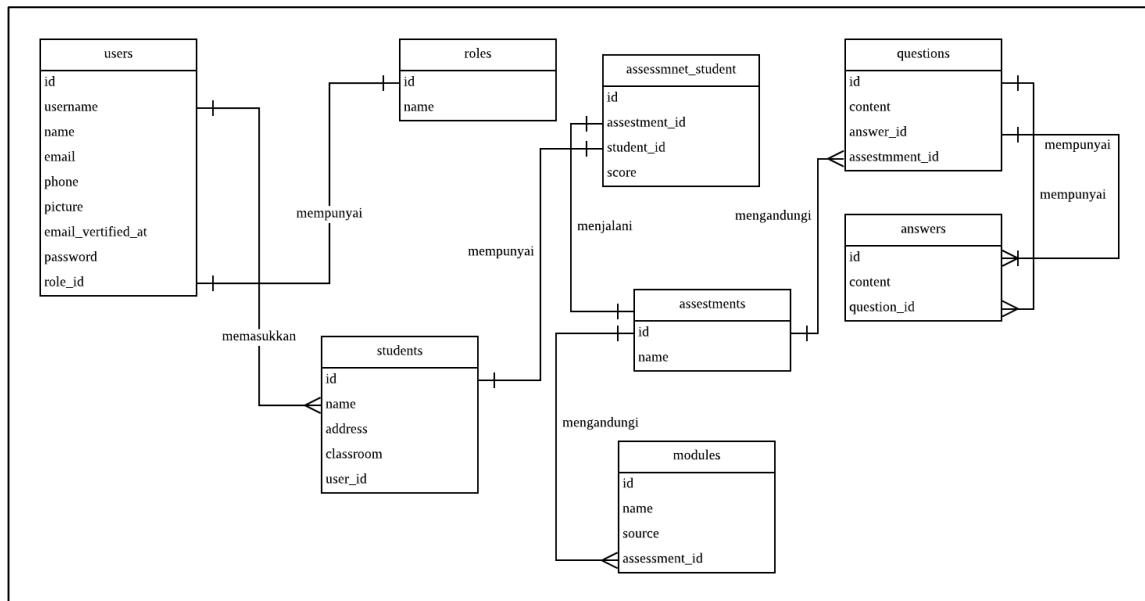 users
id
username
name
email
phone
picture
email_vertified_at
password
role_id
roles
id
name
assessmnet_student
id
assestment_id
student_id
score
questions
id
content
answer_id
assestmment_id
answers
id
content
question_id
assestments
id
name
students
id
name
address
classroom
user_id
modules
id
name
source
assessment_id
mempunyai
memasukkan
mempunyai
menjalani
mengandungi
mengandungi
mempunyai
mempunyai